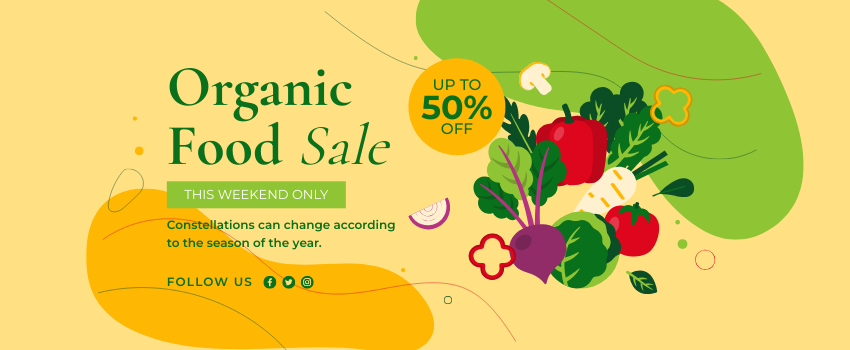 Organic
Food Sale
UP TO
50%
OFF
THIS WEEKEND ONLY
Constellations can change according
to the season of the year.
FOLLOW US